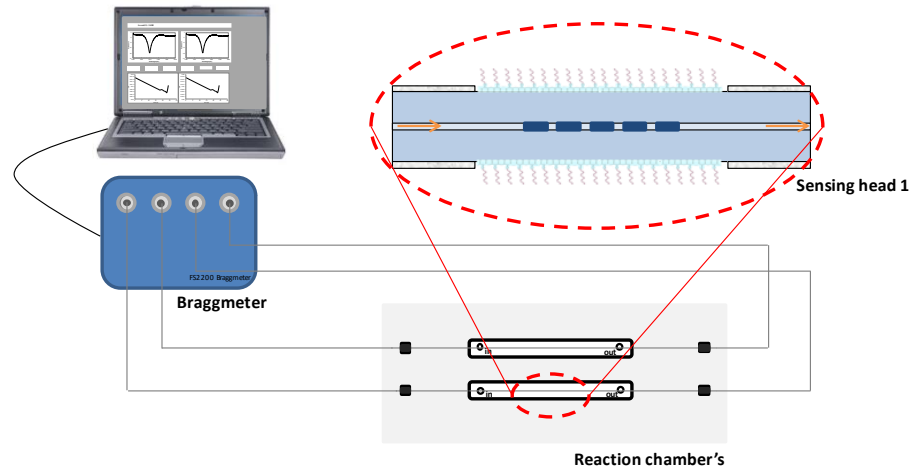 Sensing head 1
FS2200 Braggmeter
Braggmeter
in
out
in
out
Reaction chamber's